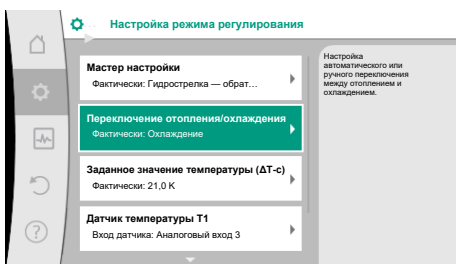 Настройка режима регулирования
Мастер настройки
Фактически: Гидрострелка — обрат…
Переключение отопления/охлаждения
Фактически: Охлаждение
Заданное значение температуры (ΔT-c)
Фактически: 21,0 K
Датчик температуры T1
Вход датчика: Аналоговый вход 3
Настройка
автоматического или
ручного переключения
между отоплением и
охлаждением.